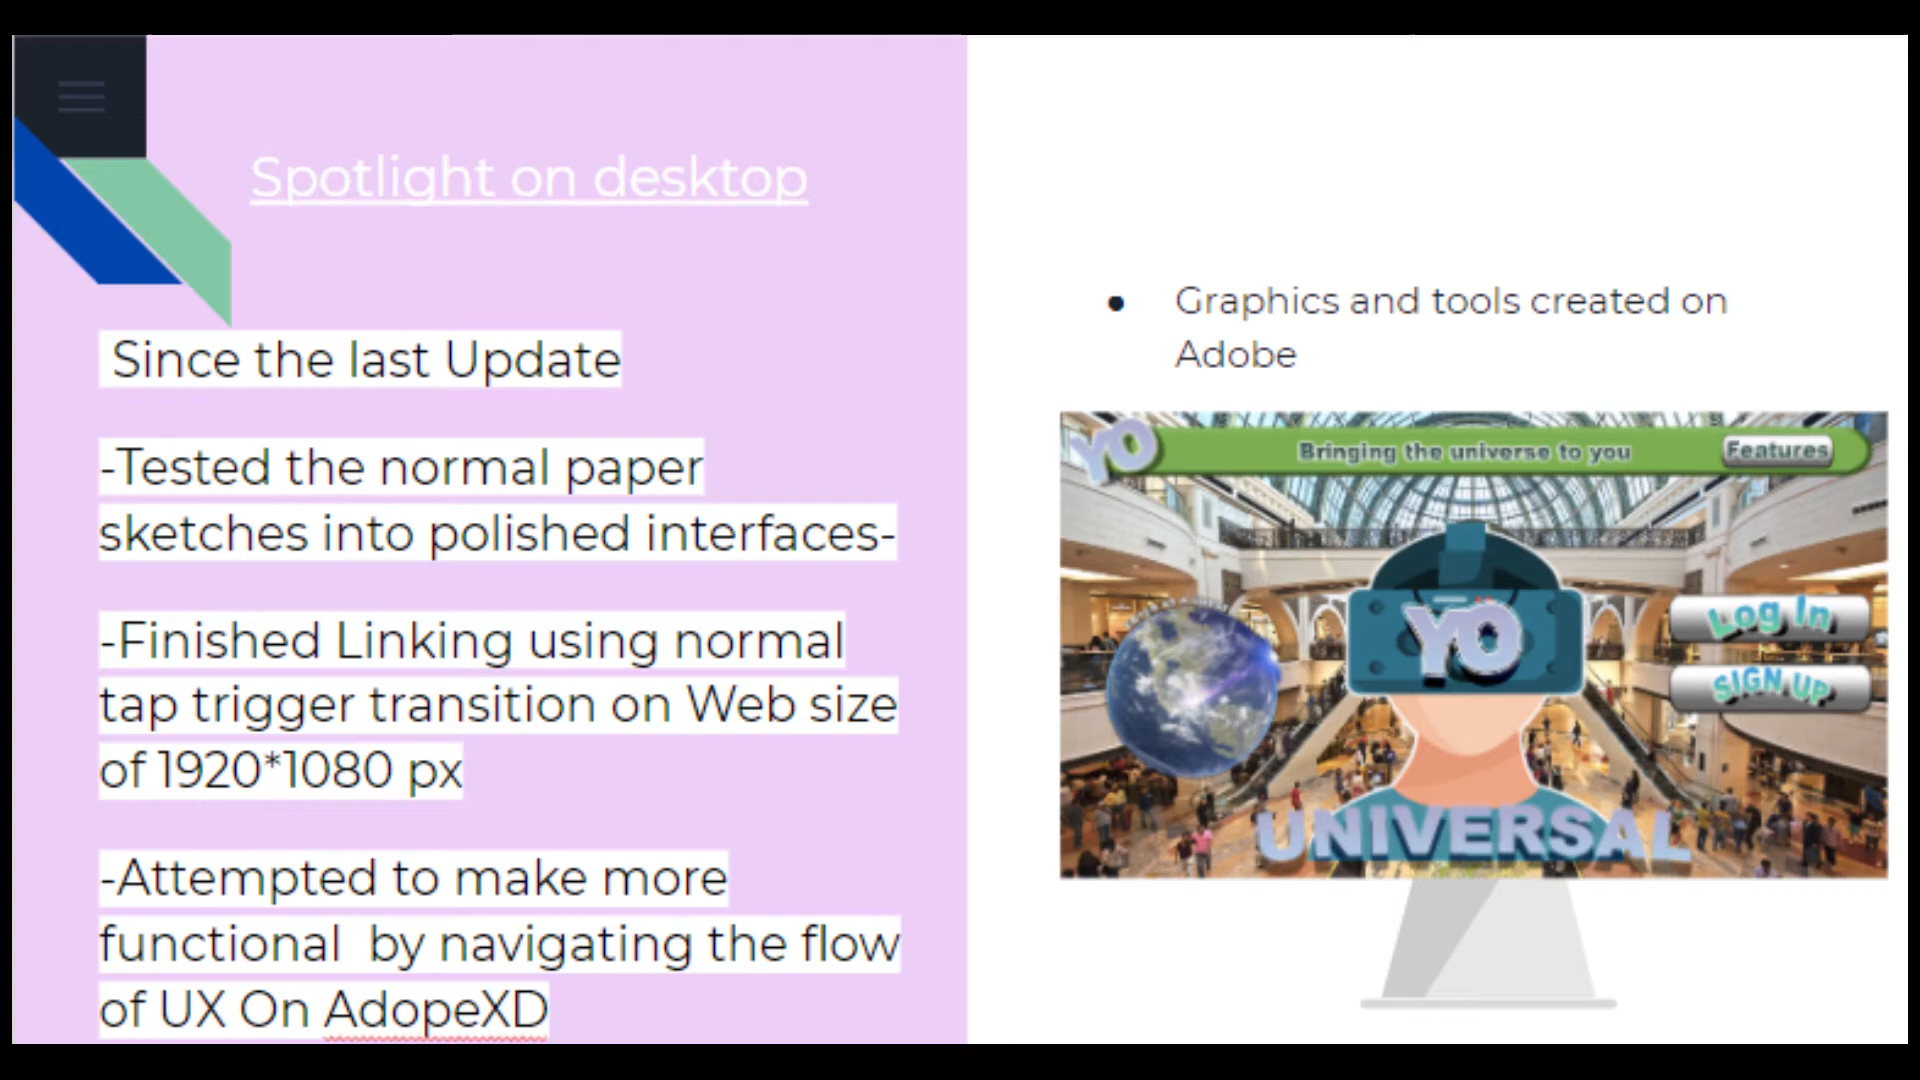 Spotlight on desktop
Since the last Update
-Tested the normal paper
sketches into polished interfaces-
-Finished Linking using normal
tap trigger transition on Web size
of 1920*1080 px
-Attempted to make more
functional  by navigating the flow
of UX On AdopeXD
Graphics and tools created on
Adobe
YO
Bringing the universe to you
Features
YO
Log In
SIGN UP
UNIVERSAL